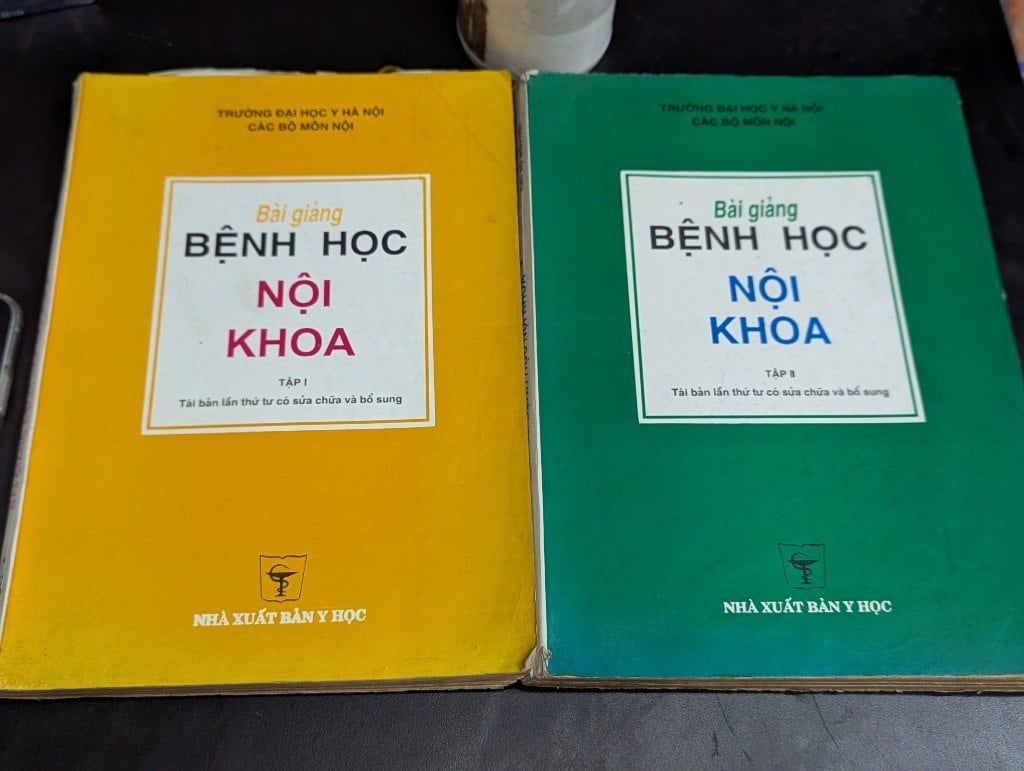 TRƯỜNG ĐẠI HỌC Y HÀ NỘI
CÁC BỘ MÔN NỘI
Bài giảng
BỆNH HỌC
NỘI
KHOA
TẬP I
Tái bản lần thứ tư có sửa chữa và bổ sung
NHÀ XUẤT BẢN Y HỌC
TRƯỜNG ĐẠI HỌC Y HÀ NỘI
CÁC BỘ MÔN NỘI
Bài giảng
BỆNH HỌC
NỘI
KHOA
TẬP II
Tái bản lần thứ tư có sửa chữa và bổ sung
NHÀ XUẤT BẢN Y HỌC